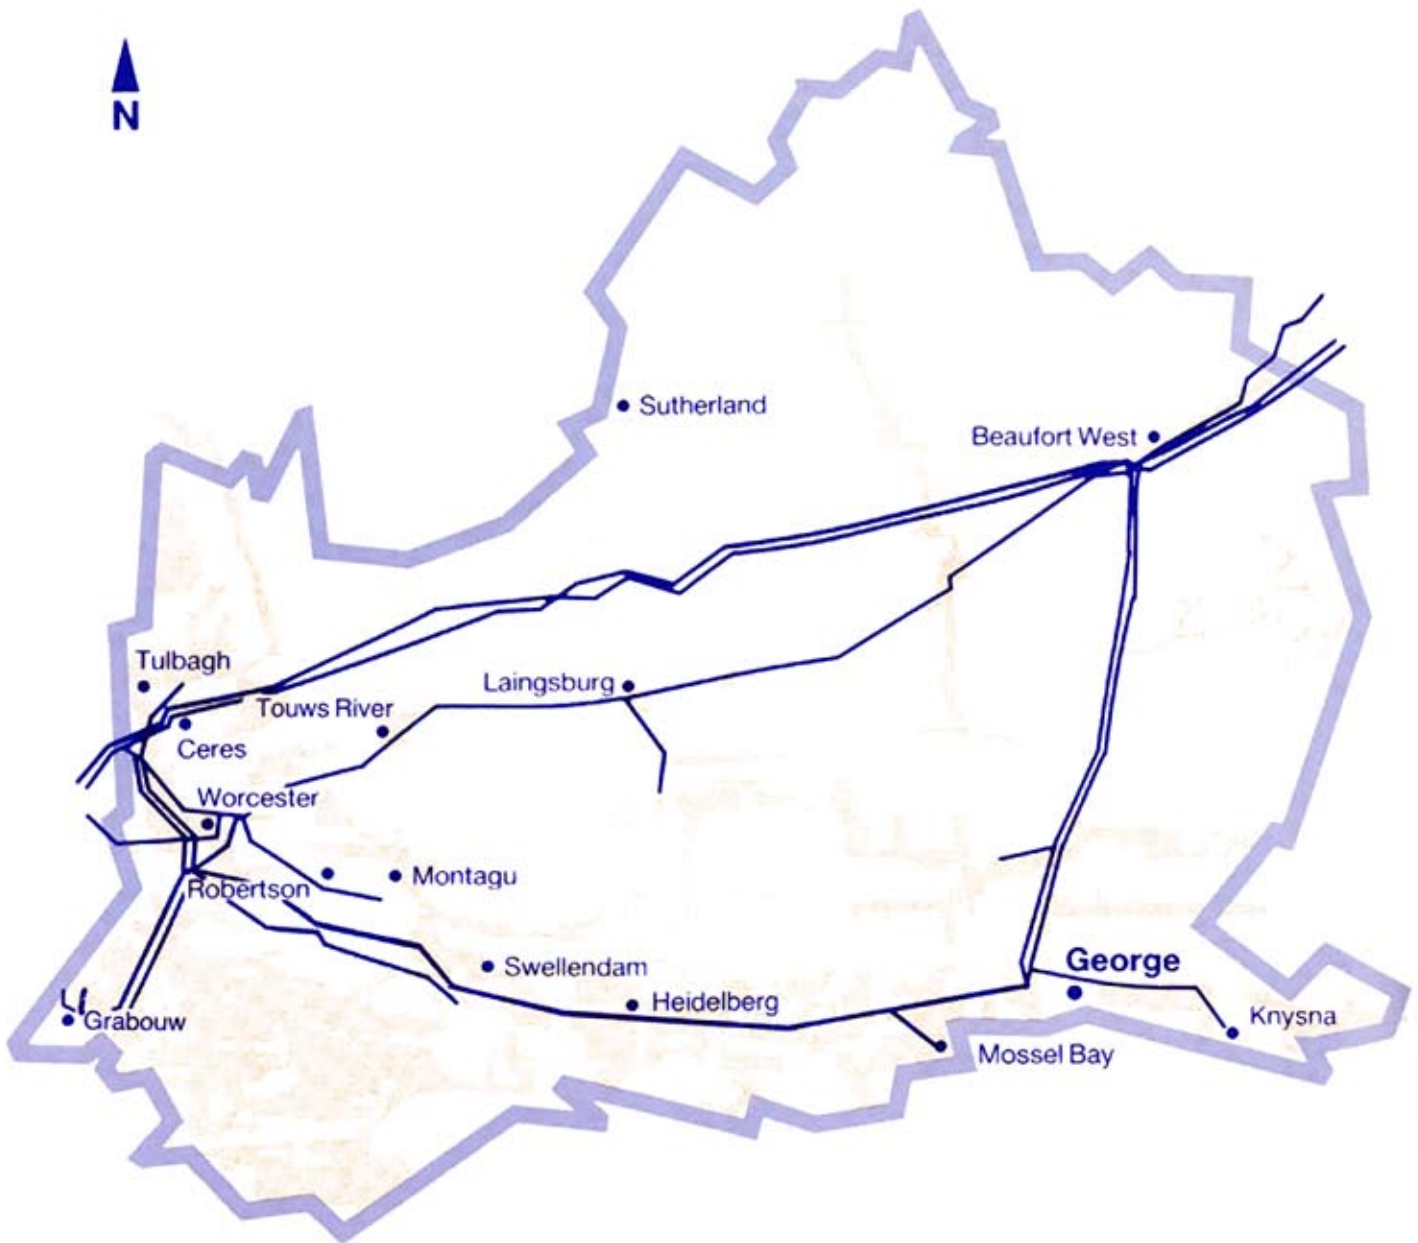 N
Sutherland
Beaufort West
Tulbagh
Laingsburg
Touws River
Ceres
Worcester
Montagu
Robertson
George
Swellendam
Heidelberg
Knysna
Grabouw
Mossel Bay